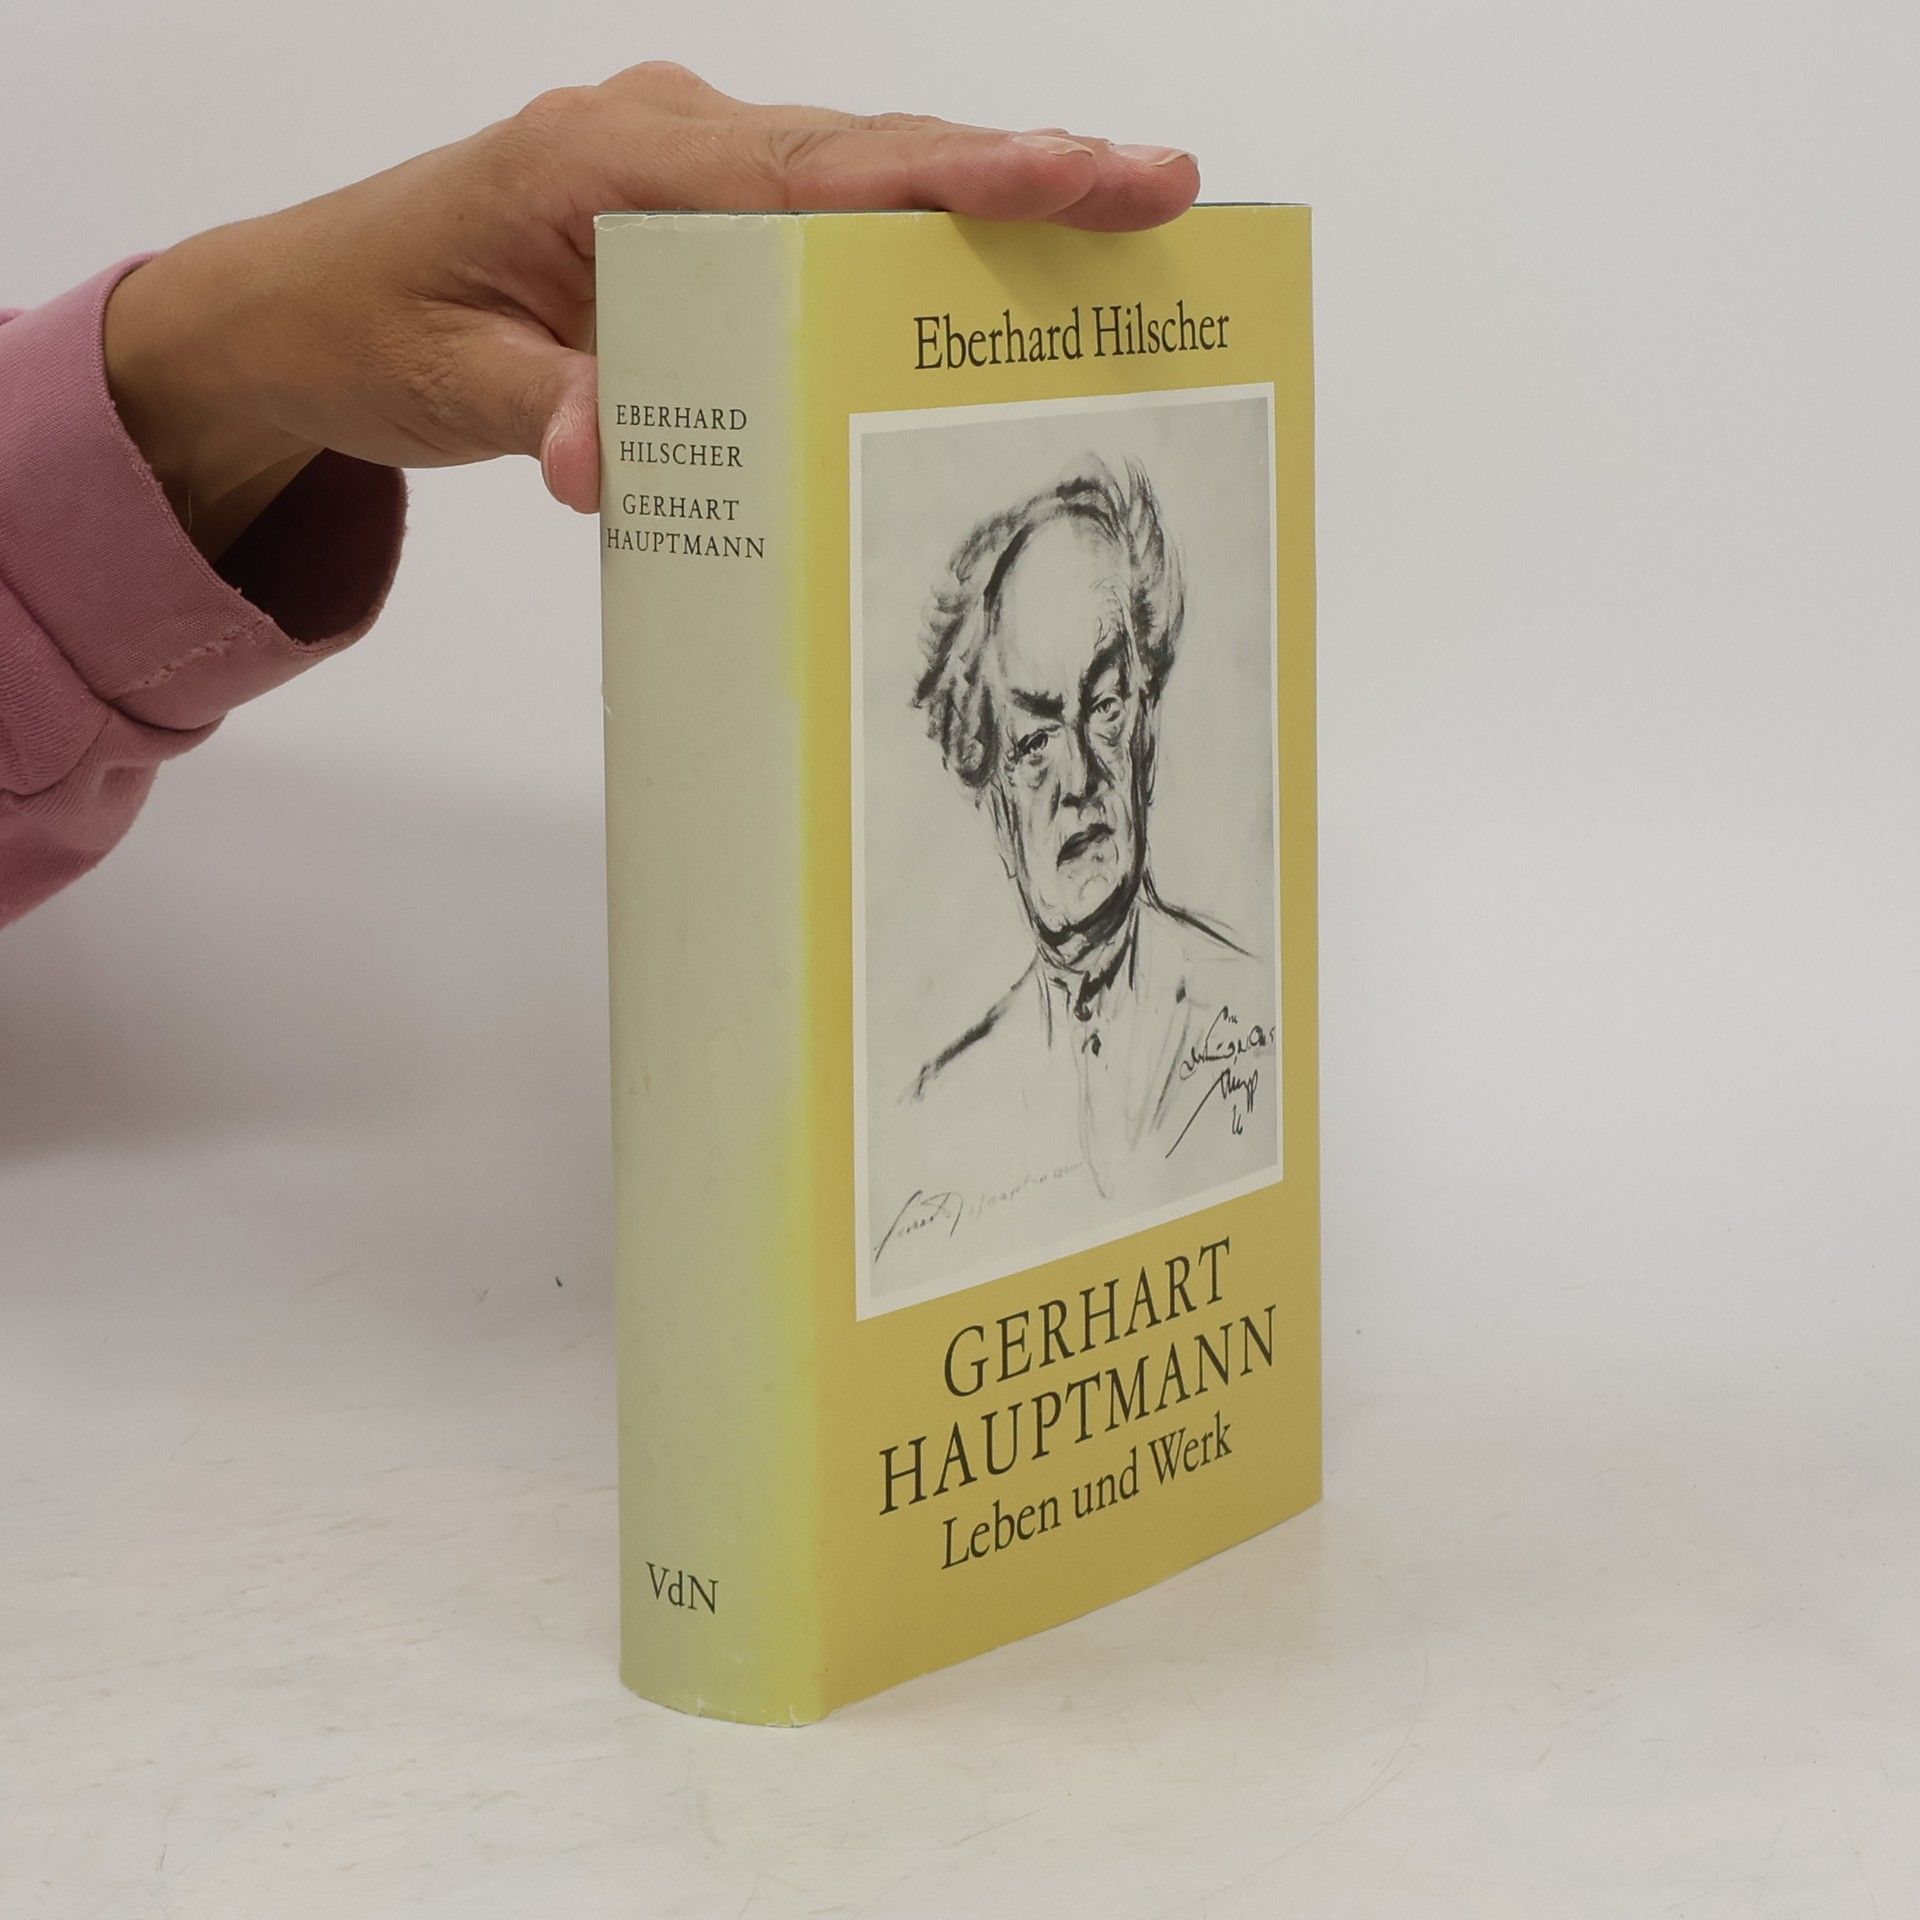 EBERHARD
HILSCHER
GERHART
HAUPTMANN
VdN
Eberhard Hilscher
GERHART
HAUPTMANN
Leben und Werk